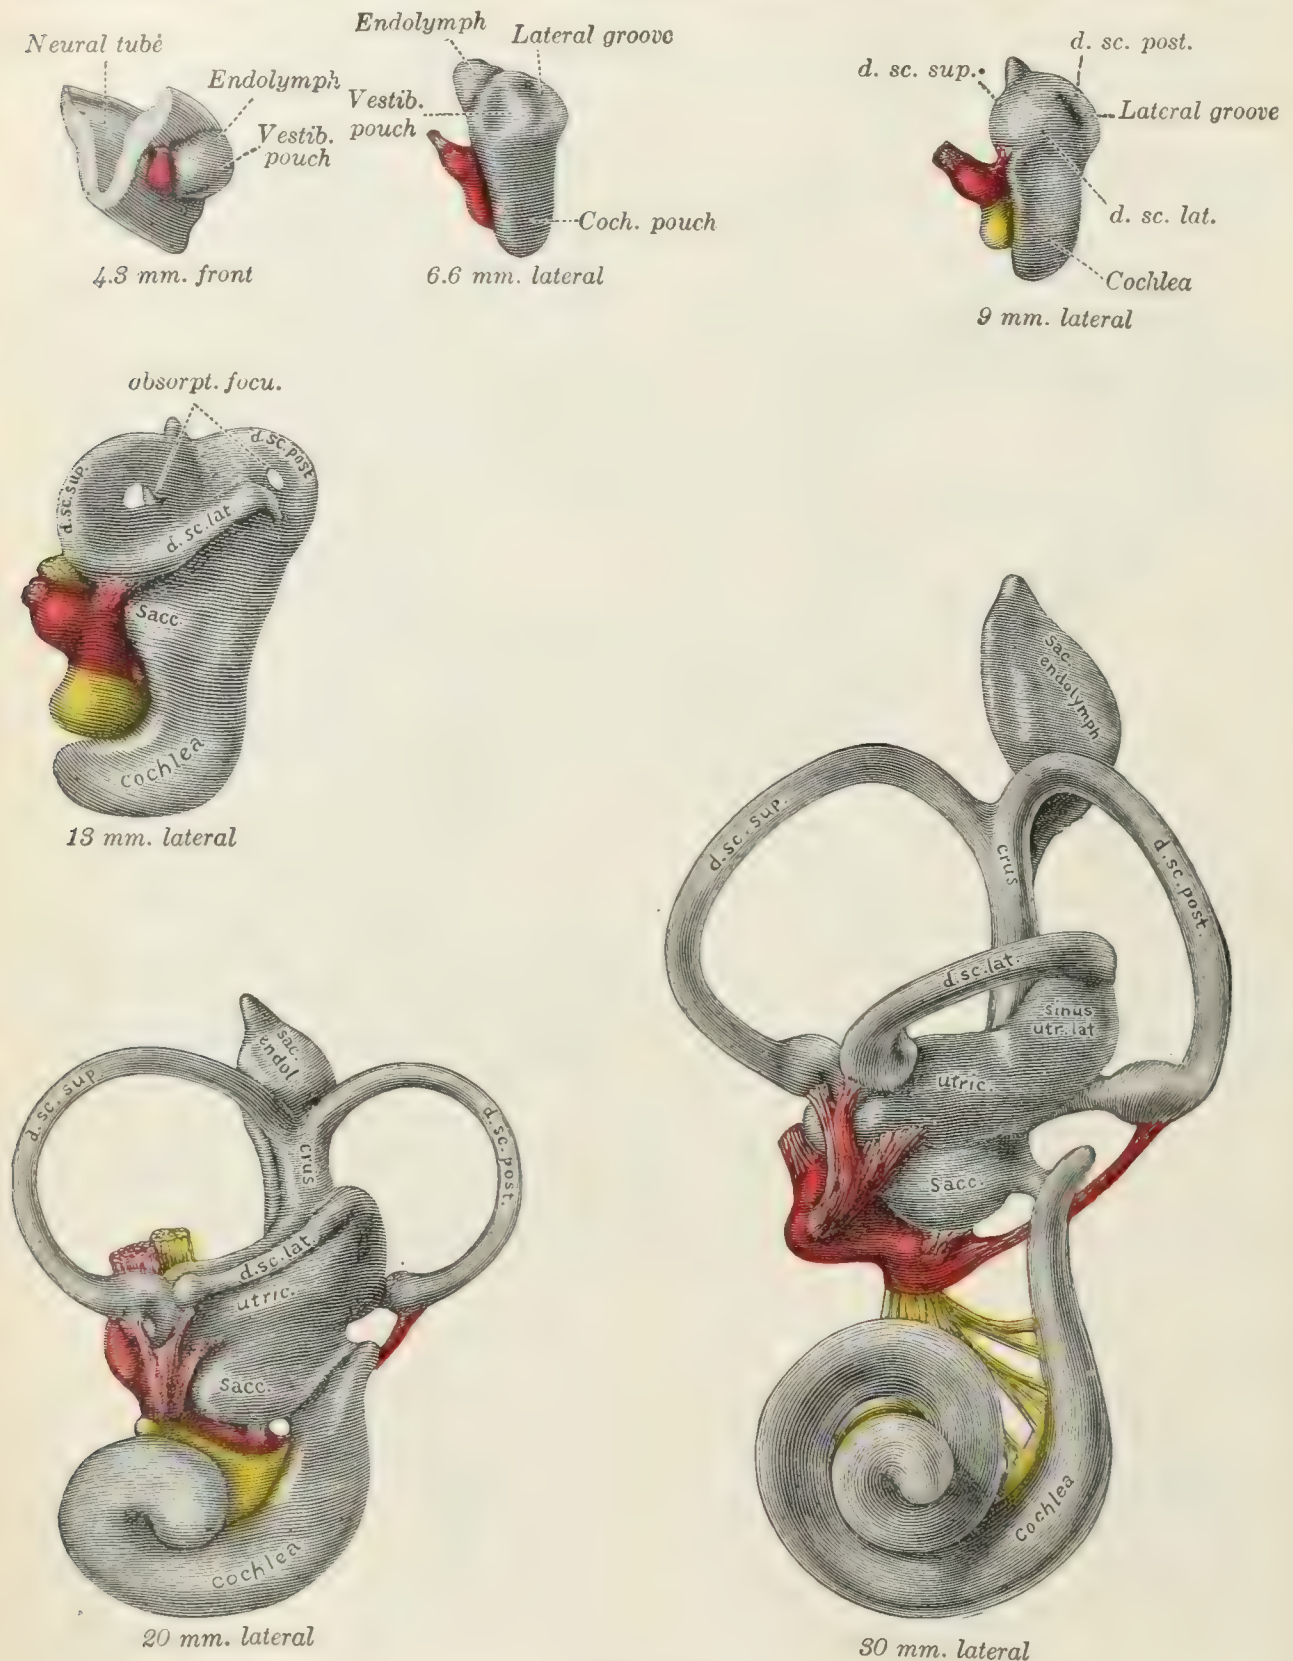 Neural tube
Endolymph
Vestib.
pouch
4.3 mm. front
Endolymph
Lateral groove
Vestib.
pouch
Coch. pouch
6.6 mm. lateral
d. sc. sup.
d. sc. post.
Lateral groove
d. sc. lat.
Cochlea
9 mm. lateral
absorpt. focu.
d. sc. sup.
d. sc. post
d. sc. lat
Sacc.
cochlea
13 mm. lateral
sac.
endol
d. sc. sup
d. sc. post.
crus
d. sc. lat.
utric.
sacc.
cochlea
20 mm. lateral
Sac.
endolymph
d. sc. sup.
d. sc. post.
crus
d. sc. lat.
sinus
utr. lat
utric.
Sacc.
cochlea
30 mm. lateral